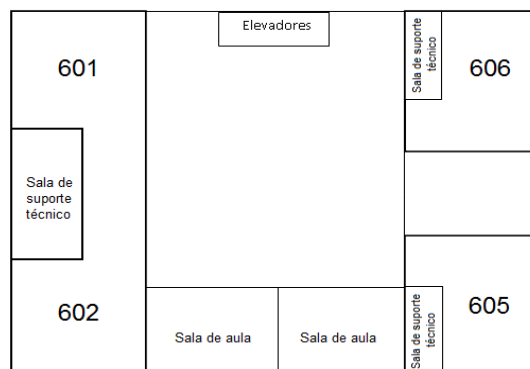 Elevadores
601
Sala de suporte
técnico
606
Sala de
suporte
técnico
602
Sala de aula
Sala de aula
Sala de suporte
técnico
605